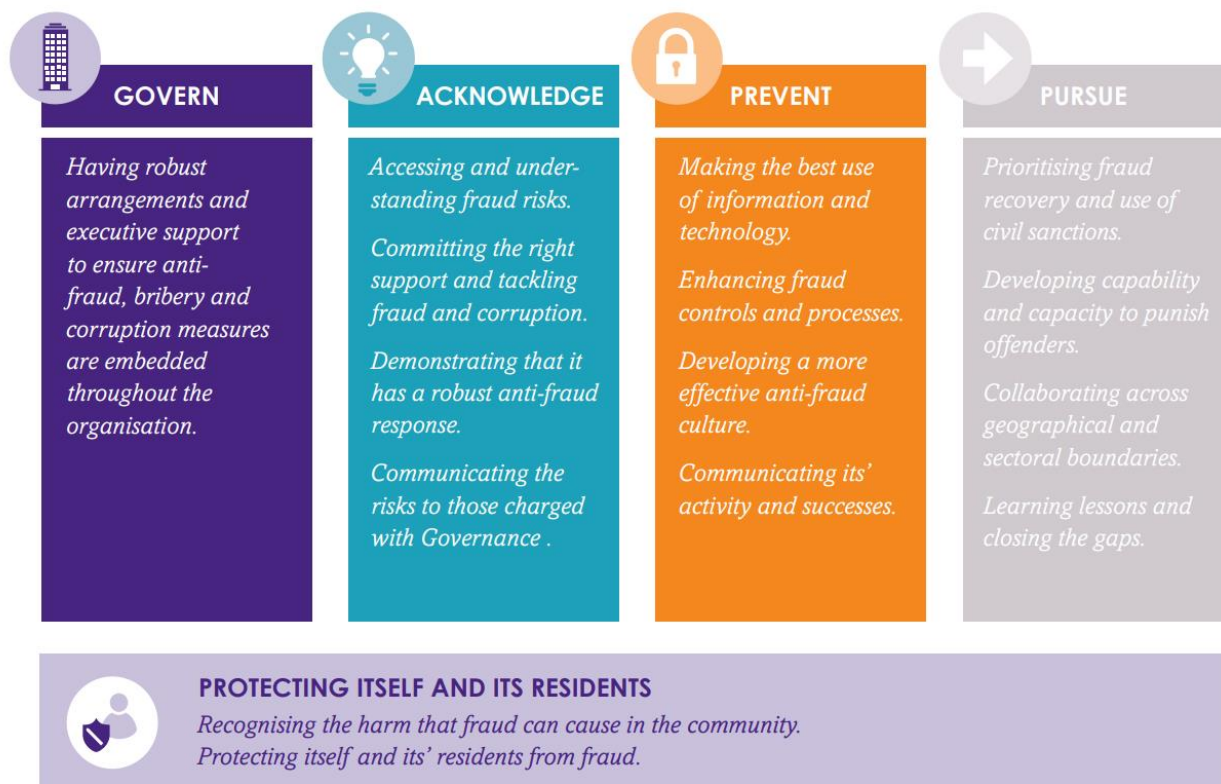 GOVERN
Having robust
arrangements and
executive support
to ensure anti-
fraud, bribery and
corruption measures
are embedded
throughout the
organisation.
ACKNOWLEDGE
Accessing and under-
standing fraud risks.
Committing the right
support and tackling
fraud and corruption.
Demonstrating that it
has a robust anti-fraud
response.
Communicating the
risks to those charged
with Governance .
PREVENT
Making the best use
of information and
technology.
Enhancing fraud
controls and processes.
Developing a more
effective anti-fraud
culture.
Communicating its’
activity and successes.
PURSUE
Prioritising fraud
recovery and use of
civil sanctions.
Developing capability
and capacity to punish
offenders.
Collaborating across
geographical and
sectoral boundaries.
Learning lessons and
closing the gaps.
PROTECTING ITSELF AND ITS RESIDENTS
Recognising the harm that fraud can cause in the community.
Protecting itself and its’ residents from fraud.